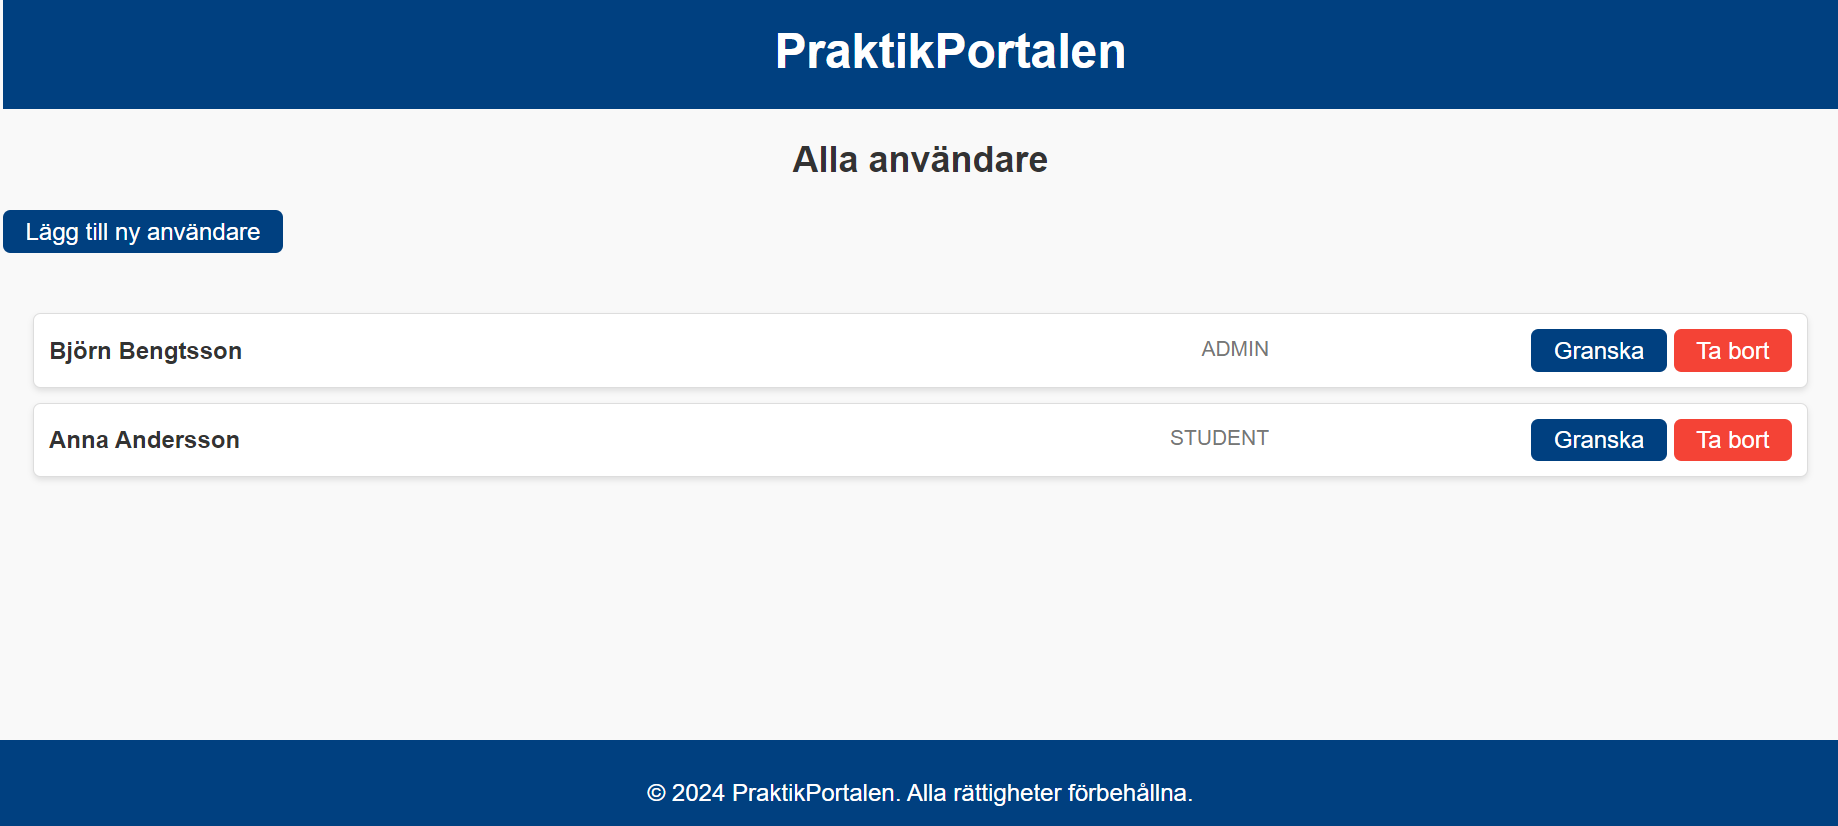 PraktikPortalen
Alla användare
Lägg till ny användare
Björn Bengtsson ADMIN Granska Ta bort
Anna Andersson STUDENT Granska Ta bort
© 2024 PraktikPortalen. Alla rättigheter förbehållna.